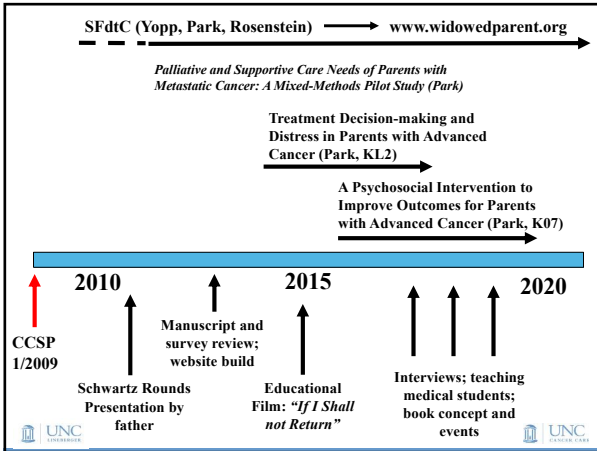 SFdtC (Yopp, Park, Rosenstein) www.widowedparent.org
Palliative and Supportive Care Needs of Parents with
Metastatic Cancer: A Mixed-Methods Pilot Study (Park)
Treatment Decision-making and
Distress in Parents with Advanced
Cancer (Park, KL2)
A Psychosocial Intervention to
Improve Outcomes for Parents
with Advanced Cancer (Park, K07)
2010 2015 2020
CCSP
1/2009
Schwartz Rounds
Presentation by
father
Manuscript and
survey review;
website build
Educational
Film: “If I Shall
not Return”
Interviews; teaching
medical students;
book concept and
events
UNC
LINEBERGER
UNC
CANCER CARE